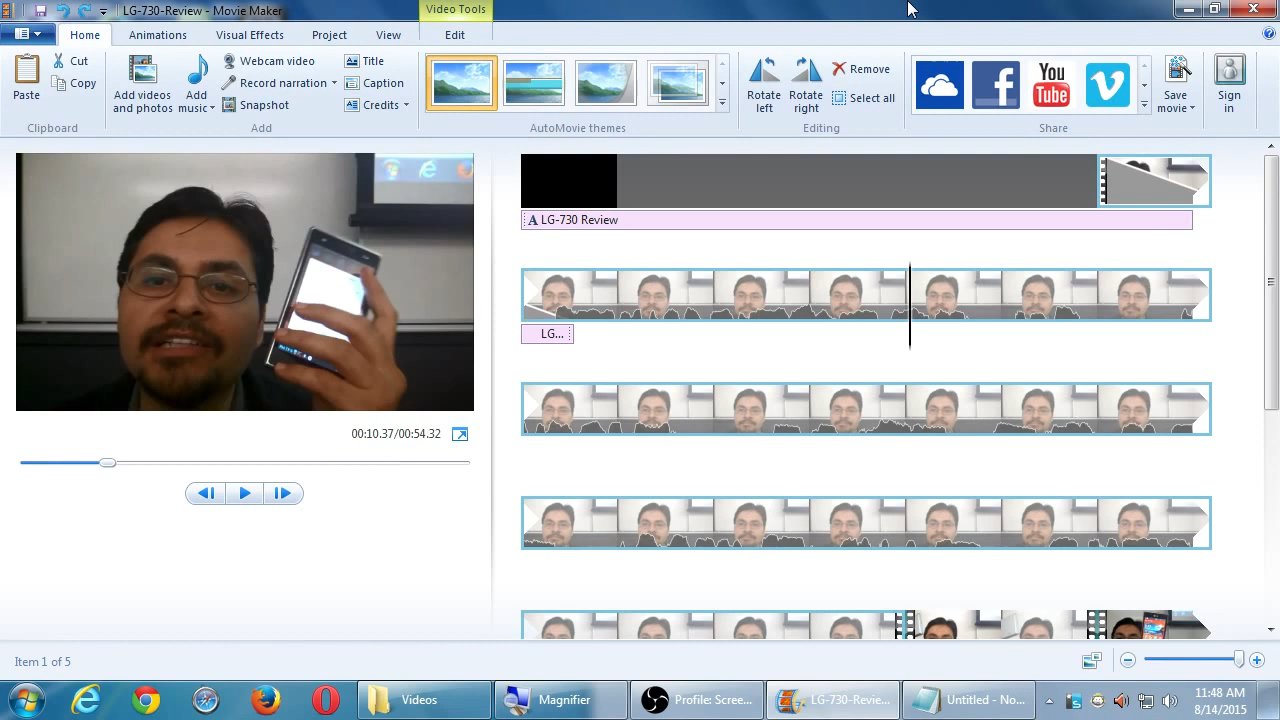 LG-730-Review - Movie Maker
Video Tools
Home
Animations
Visual Effects
Project
View
Edit
Paste
Cut
Copy
Clipboard
Add videos
and photos
Add
music
Webcam video
Record narration
Snapshot
Title
Caption
Credits
Add
AutoMovie themes
Rotate
left
Rotate
right
Remove
Select all
Editing
You
Tube
Share
Save
movie
Sign
in
A LG-730 Review
LG...
00:10.37/00:54.32
Item 1 of 5
Videos
Magnifier
Profile: Scree...
LG-730-Revie...
Untitled - No...
11:48 AM
8/14/2015